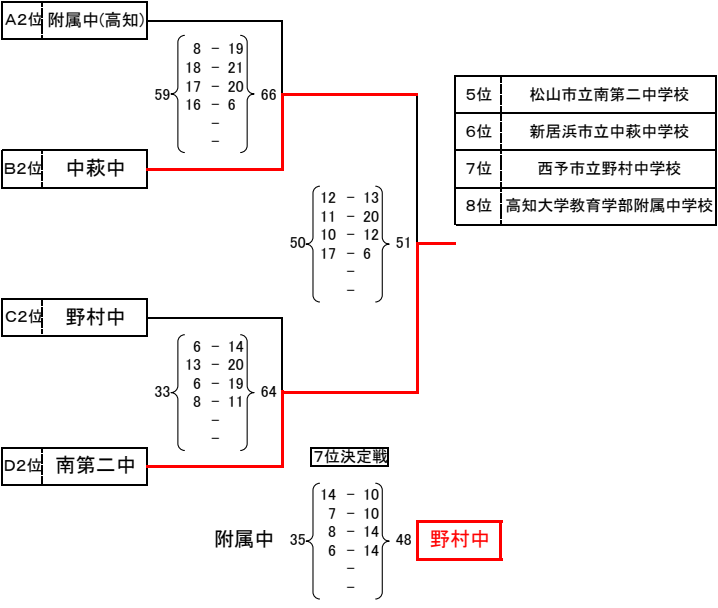 A2位 附属中(高知)
8 - 19
18 - 21
17 - 20
59 66
16 - 6
-
-
B2位 中萩中
5位 松山市立南第二中学校
6位 新居浜市立中萩中学校
7位 西予市立野村中学校
8位 高知大学教育学部附属中学校
12 - 13
11 - 20
10 - 12
50 51
17 - 6
-
-
C2位 野村中
6 - 14
13 - 20
6 - 19
33 64
8 - 11
-
-
D2位 南第二中
7位決定戦
14 - 10
7 - 10
8 - 14
附属中 35 48 野村中
6 - 14
-
-